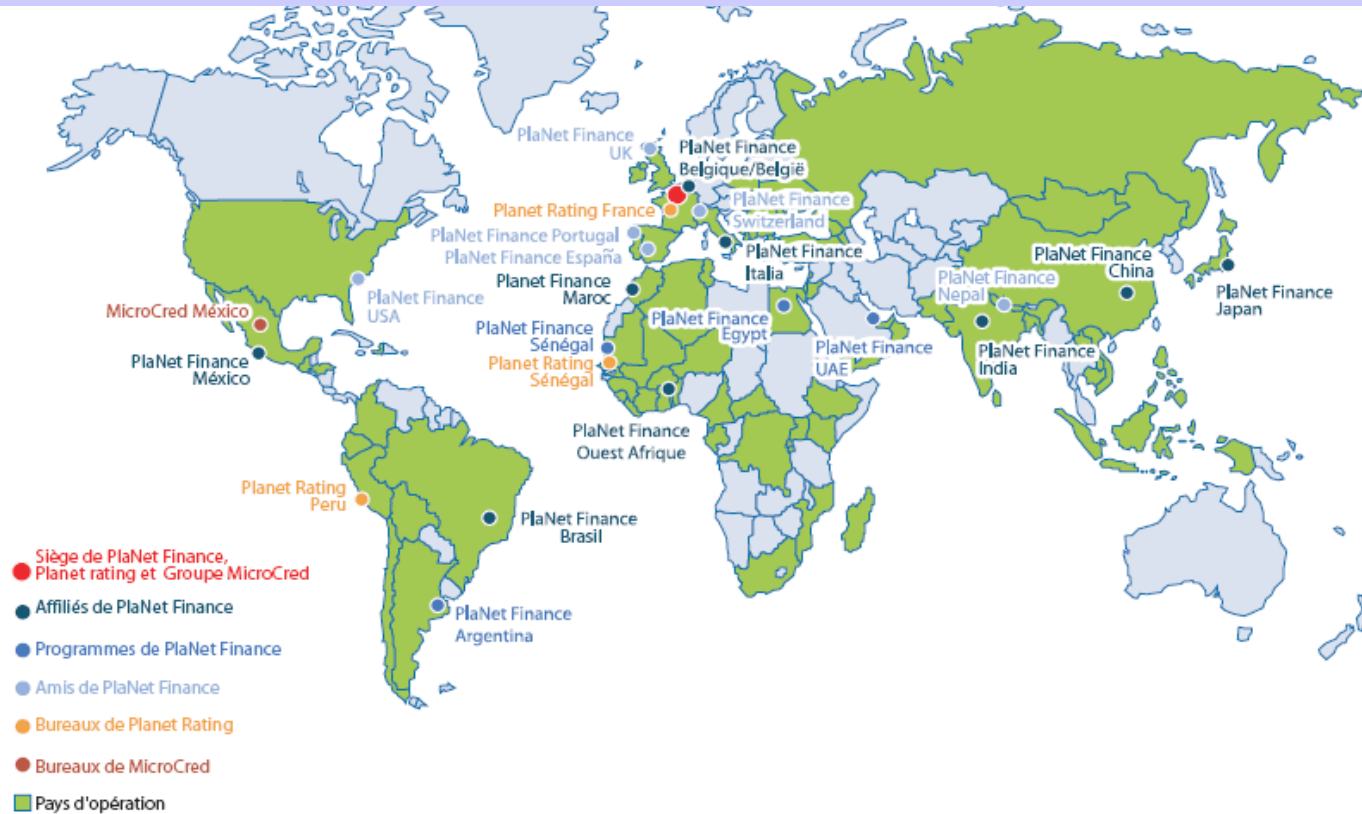 PlaNet Finance
UK
PlaNet Finance
Belgique/België
Planet Rating France
PlaNet Finance
Switzerland
PlaNet Finance Portugal
PlaNet Finance España
PlaNet Finance
Italia
Planet Finance
Maroc
PlaNet Finance
China
PlaNet Finance
Nepal
PlaNet Finance
Japan
PlaNet Finance
USA
MicroCred México
PlaNet Finance
México
PlaNet Finance
Sénégal
Planet Rating
Sénégal
PlaNet Finance
Egypt
PlaNet Finance
UAE
PlaNet Finance
India
PlaNet Finance
Ouest Afrique
Planet Rating
Peru
PlaNet Finance
Brasil
PlaNet Finance
Argentina
Siège de PlaNet Finance,
Planet rating et Groupe MicroCred
Affiliés de PlaNet Finance
Programmes de PlaNet Finance
Amis de PlaNet Finance
Bureaux de Planet Rating
Bureaux de MicroCred
Pays d'opération